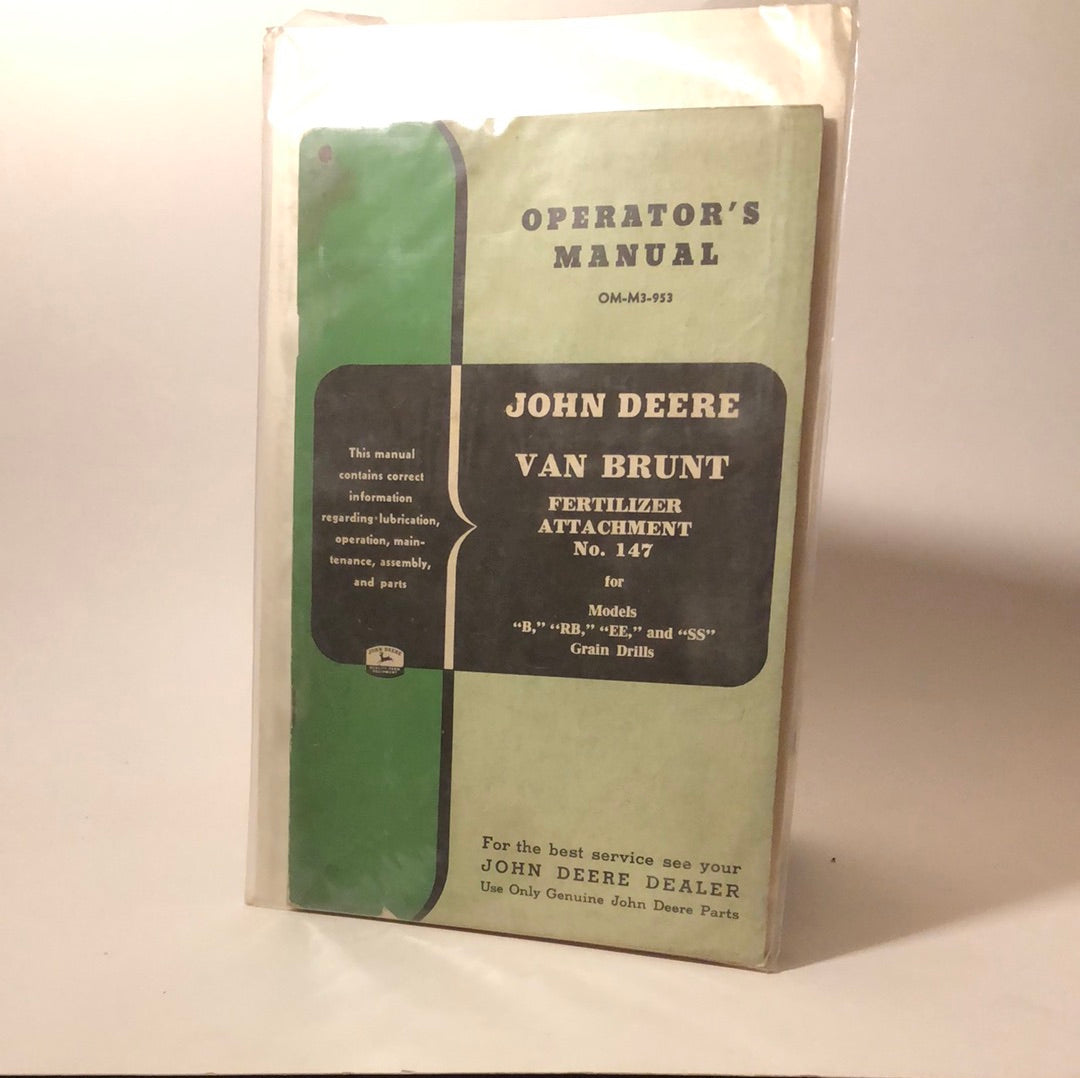 OPERATOR'S
MANUAL
OM-M3-953
JOHN DEERE
VAN BRUNT
FERTILIZER
ATTACHMENT
No. 147
for
Models
“B,” “RB,” “EE,” and “SS”
Grain Drills
This manual
contains correct
information
regarding lubrication,
operation, main-
tenance, assembly,
and parts
JOHN DEERE
For the best service see your
JOHN DEERE DEALER
Use Only Genuine John Deere Parts